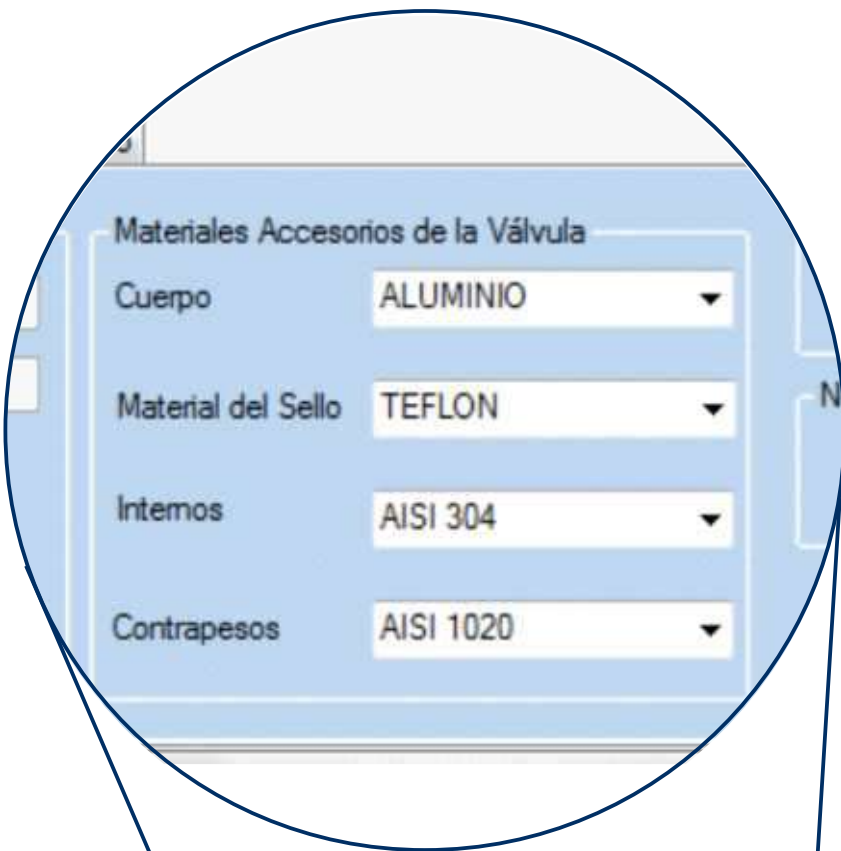 Materiales Accesorios de la Válvula
Cuerpo ALUMINIO
Material del Sello TEFLON
Internos AISI 304
Contrapesos AISI 1020